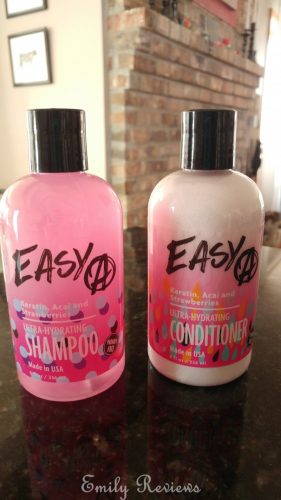 EASY A
Keratin, Acai and
Strawberries
ULTRA-HYDRATING
SHAMPOO
Made in USA
EASY A
Keratin, Acai and
Strawberries
ULTRA-HYDRATING
CONDITIONER
Made in USA
Emily Reviews